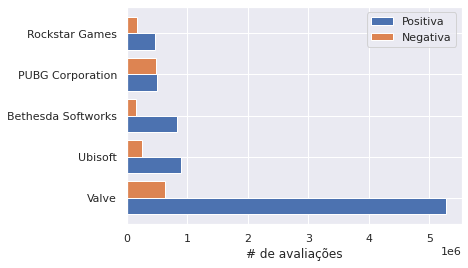 Positiva
Negativa
Rockstar Games
PUBG Corporation
Bethesda Softworks
Ubisoft
Valve
0 1 2 3 4 5
1e6
# de avaliações